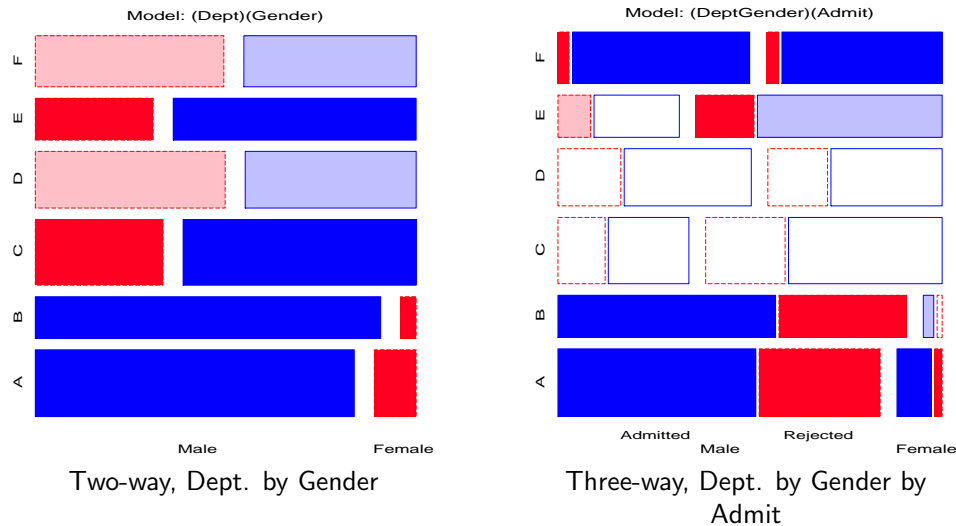 Model: (Dept)(Gender)
F
E
D
C
B
A
Male
Female
Two-way, Dept. by Gender
Model: (DeptGender)(Admit)
F
E
D
C
B
A
Admitted
Rejected
Male
Female
Three-way, Dept. by Gender by
Admit